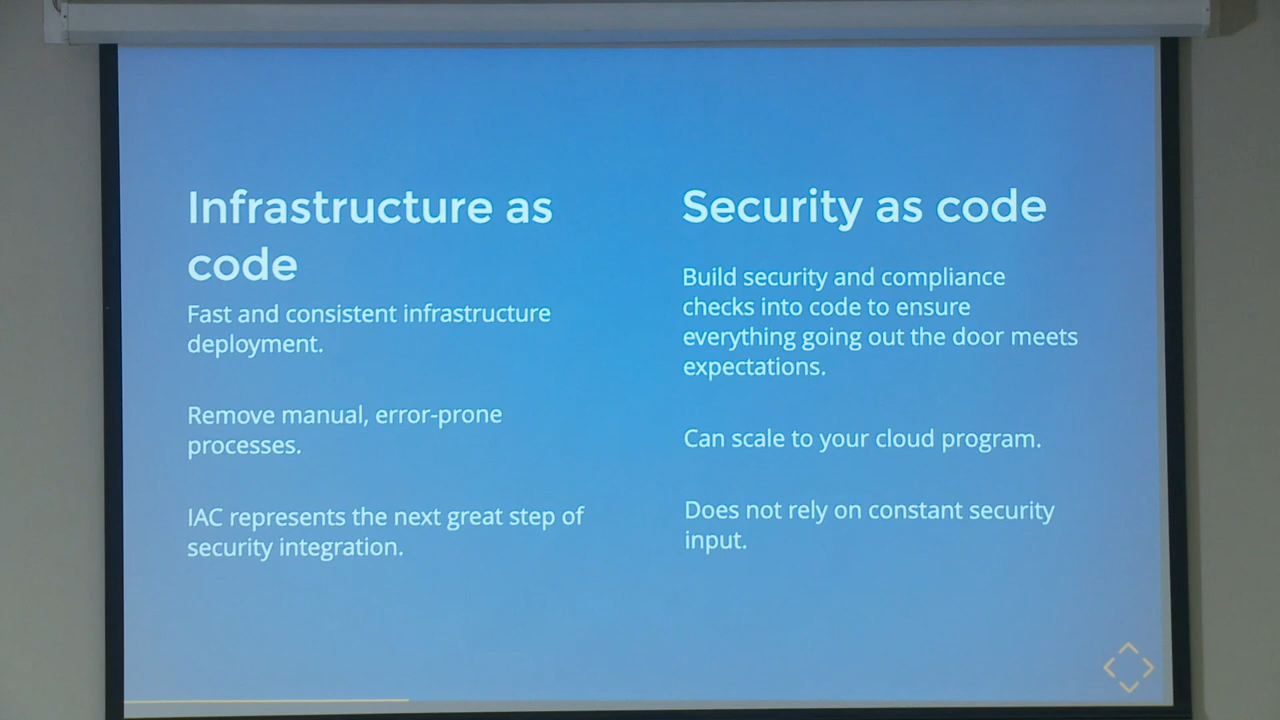 Infrastructure as
code
Fast and consistent infrastructure
deployment.
Remove manual, error-prone
processes.
IAC represents the next great step of
security integration.
Security as code
Build security and compliance
checks into code to ensure
everything going out the door meets
expectations.
Can scale to your cloud program.
Does not rely on constant security
input.